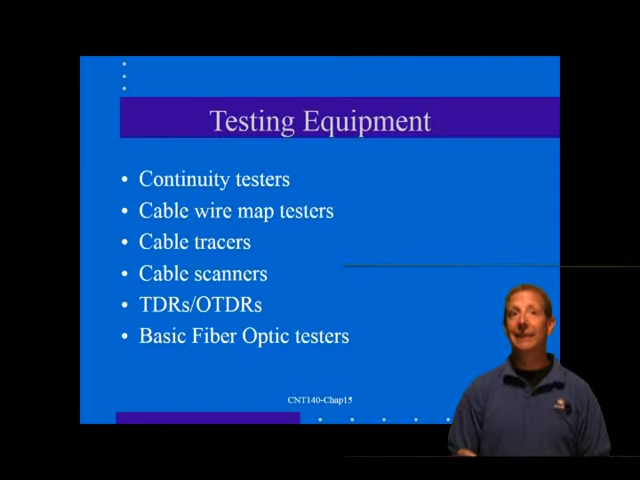 Testing Equipment
• Continuity testers
• Cable wire map testers
• Cable tracers
• Cable scanners
• TDRs/OTDRs
• Basic Fiber Optic testers
CNT140-Chap15